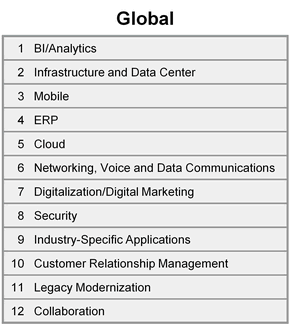 Global
1 BI/Analytics
2 Infrastructure and Data Center
3 Mobile
4 ERP
5 Cloud
6 Networking, Voice and Data Communications
7 Digitalization/Digital Marketing
8 Security
9 Industry-Specific Applications
10 Customer Relationship Management
11 Legacy Modernization
12 Collaboration